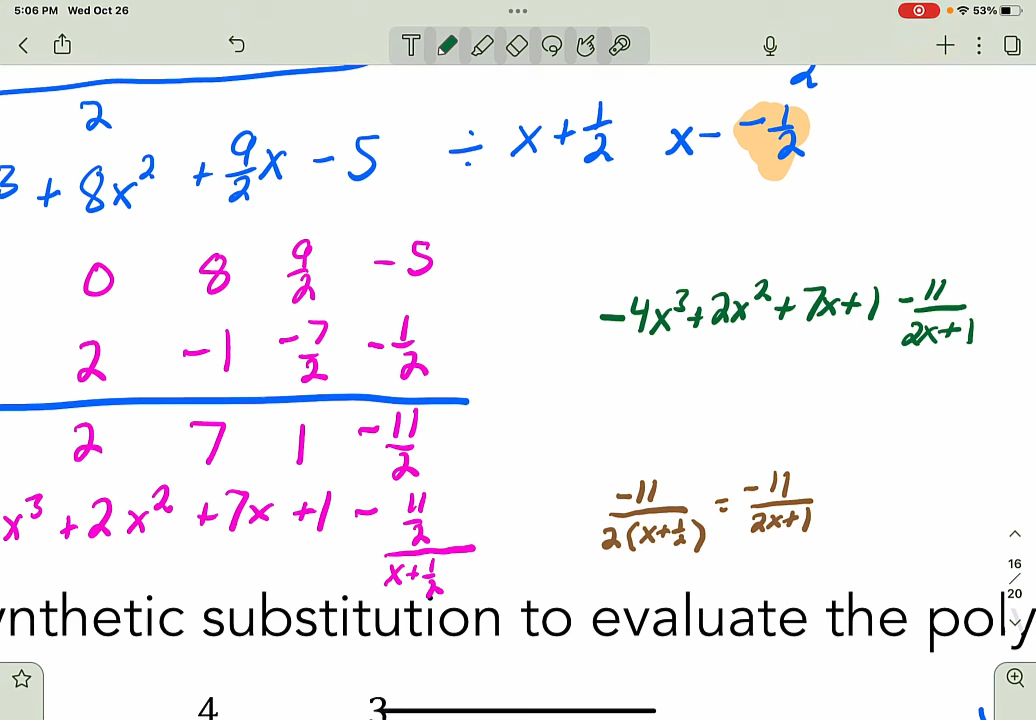 5:06 PM Wed Oct 26 53%
T
2
2
3 + 8x² + 9/2 x - 5 ÷ x + 1/2 x - -1/2
0 8 9/2 -5
-4x³ + 2x² + 7x + 1 -11/(2x+1)
2 -1 -7/2 -1/2
2 7 1 -11/2
x³ + 2x² + 7x + 1 - (11/2)/(x + 1/2)
-11/(2(x+1/2)) = -11/(2x+1)
16
/
20
ynthetic substitution to evaluate the poly
4 3